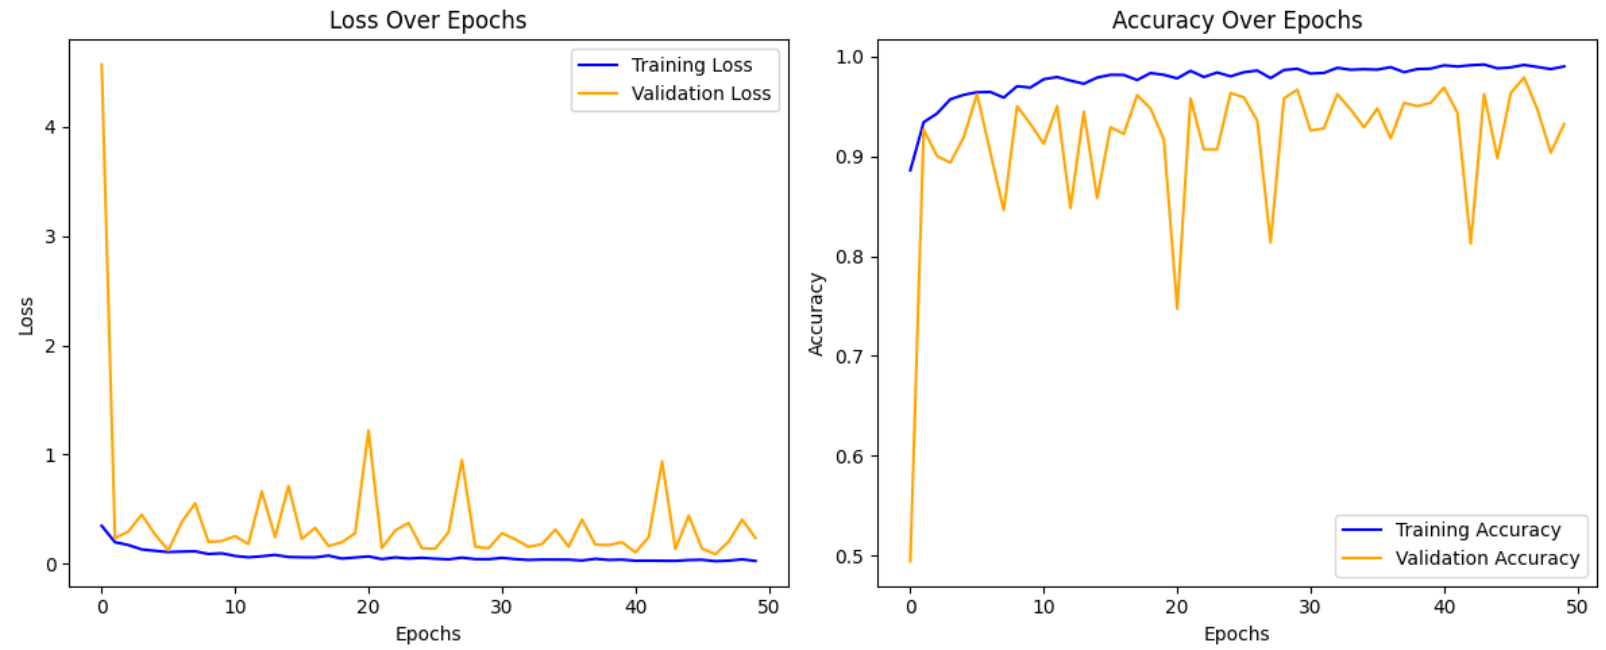 Loss Over Epochs
Training Loss
Validation Loss
4
3
2
1
0
Loss
0 10 20 30 40 50
Epochs
Accuracy Over Epochs
1.0
0.9
0.8
0.7
0.6
0.5
Accuracy
Training Accuracy
Validation Accuracy
0 10 20 30 40 50
Epochs